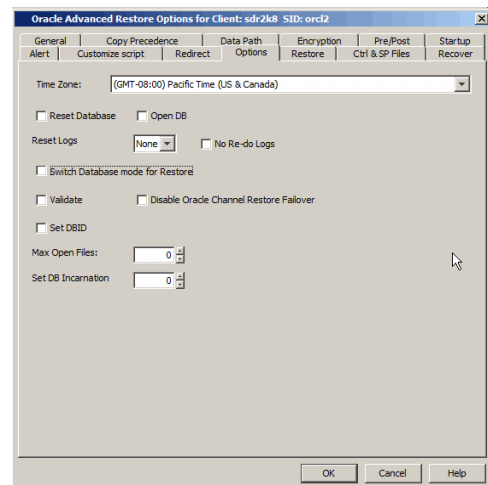 Oracle Advanced Restore Options for Client: sdr2k8 SID: orcl2
General Copy Precedence Data Path Encryption Pre/Post Startup
Alert Customize script Redirect Options Restore Ctrl & SP Files Recover
Time Zone: (GMT-08:00) Pacific Time (US & Canada)
Reset Database Open DB
Reset Logs None No Re-do Logs
Switch Database mode for Restore
Validate Disable Oracle Channel Restore Failover
Set DBID
Max Open Files: 0
Set DB Incarnation 0
OK Cancel Help